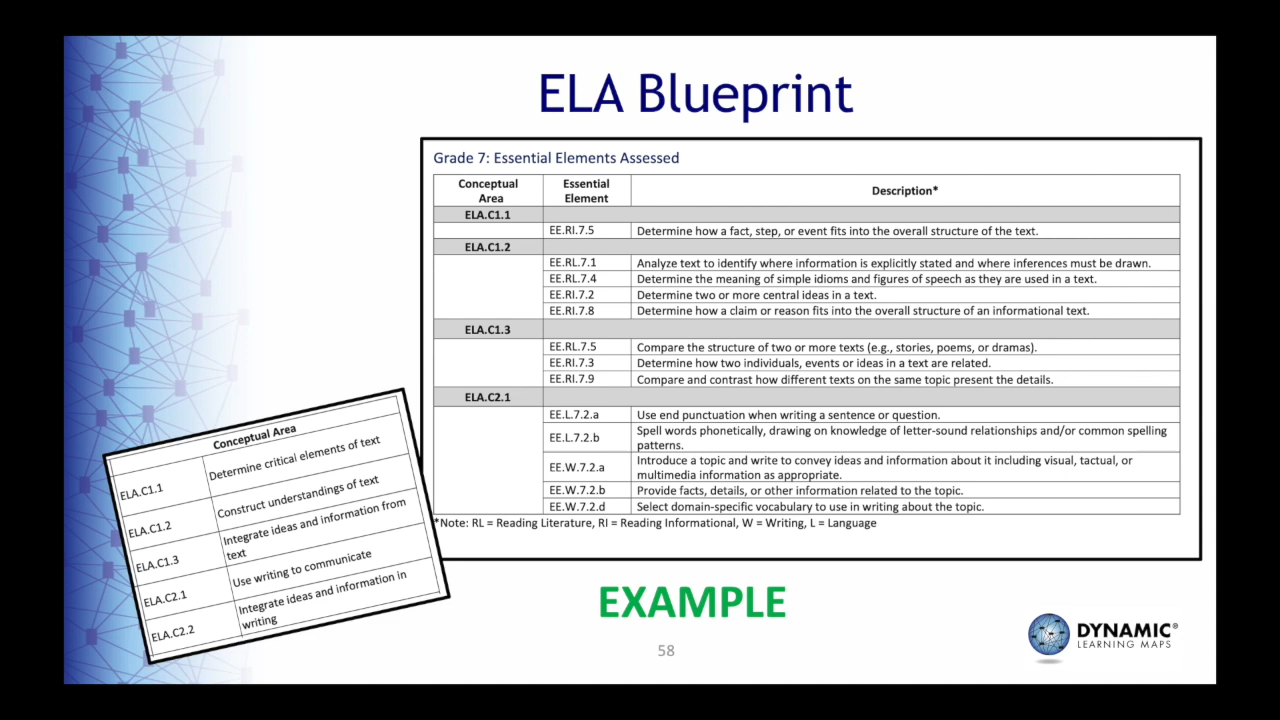 ELA Blueprint
Grade 7: Essential Elements Assessed
Conceptual Area
Essential Element
Description*
ELA.C1.1
EE.RI.7.5 Determine how a fact, step, or event fits into the overall structure of the text.
ELA.C1.2
EE.RL.7.1 Analyze text to identify where information is explicitly stated and where inferences must be drawn.
EE.RL.7.4 Determine the meaning of simple idioms and figures of speech as they are used in a text.
EE.RI.7.2 Determine two or more central ideas in a text.
EE.RI.7.8 Determine how a claim or reason fits into the overall structure of an informational text.
ELA.C1.3
EE.RL.7.5 Compare the structure of two or more texts (e.g., stories, poems, or dramas).
EE.RI.7.3 Determine how two individuals, events or ideas in a text are related.
EE.RI.7.9 Compare and contrast how different texts on the same topic present the details.
ELA.C2.1
EE.L.7.2.a Use end punctuation when writing a sentence or question.
EE.L.7.2.b Spell words phonetically, drawing on knowledge of letter-sound relationships and/or common spelling
patterns.
EE.W.7.2.a Introduce a topic and write to convey ideas and information about it including visual, tactual, or
multimedia information as appropriate.
EE.W.7.2.b Provide facts, details, or other information related to the topic.
EE.W.7.2.d Select domain-specific vocabulary to use in writing about the topic.
*Note: RL = Reading Literature, RI = Reading Informational, W = Writing, L = Language
Conceptual Area
ELA.C1.1 Determine critical elements of text
ELA.C1.2 Construct understandings of text
ELA.C1.3 Integrate ideas and information from
text
ELA.C2.1 Use writing to communicate
ELA.C2.2 Integrate ideas and information in
writing
EXAMPLE
58
DYNAMIC®
LEARNING MAPS